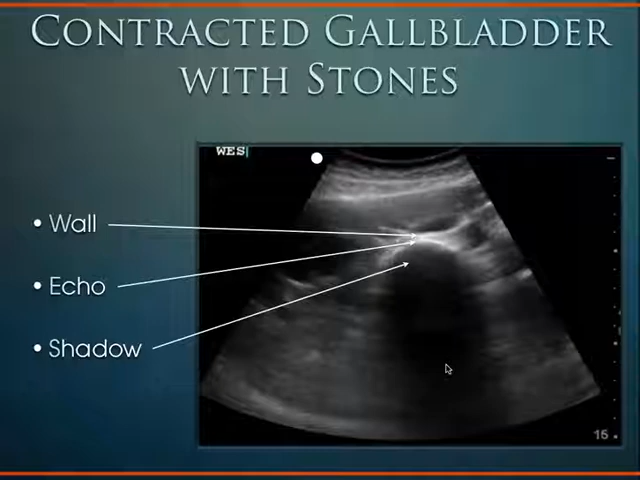 CONTRACTED GALLBLADDER
WITH STONES
WES
• Wall
• Echo
• Shadow
16